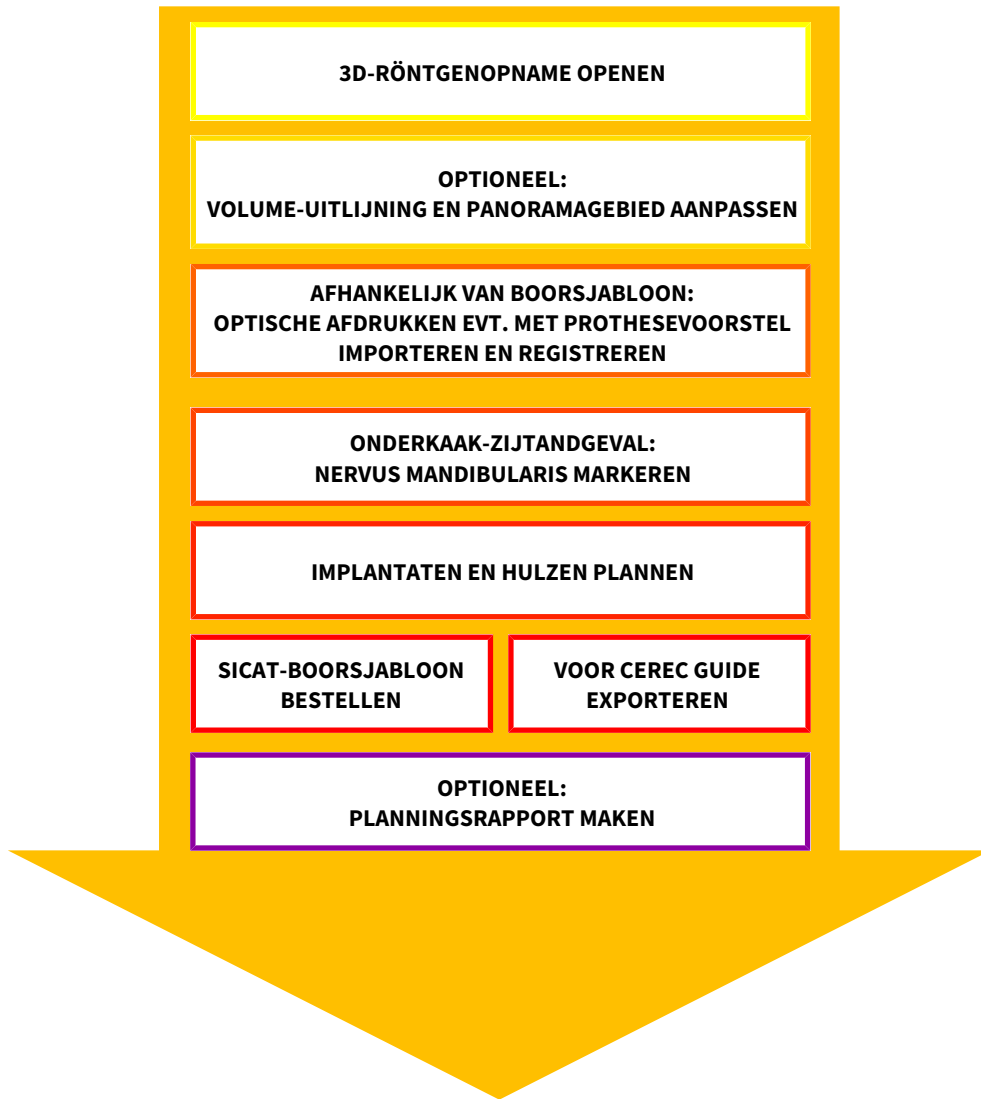 3D-RÖNTGENOPNAME OPENEN
OPTIONEEL:
VOLUME-UITLIJNING EN PANORAMAGEBIED AANPASSEN
AFHANKELIJK VAN BOORSJABLOON:
OPTISCHE AFDRUKKEN EVT. MET PROTHESEVOORSTEL
IMPORTEREN EN REGISTREREN
ONDERKAAK-ZIJTANDGEVAL:
NERVUS MANDIBULARIS MARKEREN
IMPLANTATEN EN HULZEN PLANNEN
SICAT-BOORSJABLOON
BESTELLEN
VOOR CEREC GUIDE
EXPORTEREN
OPTIONEEL:
PLANNINGSRAPPORT MAKEN